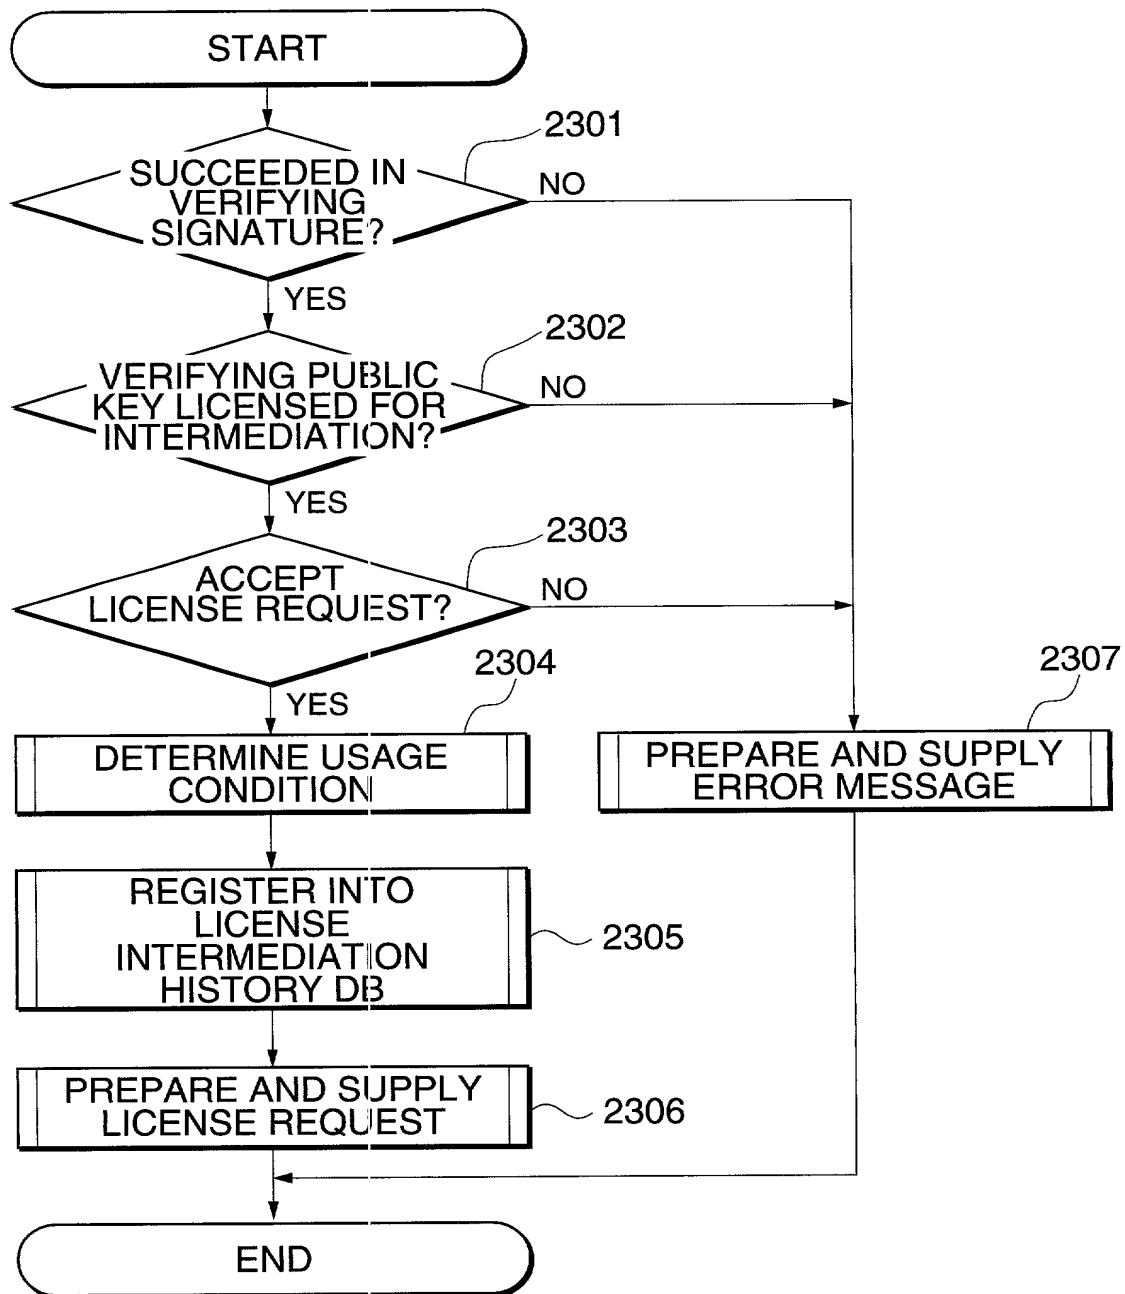 START
2301
SUCCEEDED IN
VERIFYING
SIGNATURE?
NO
YES
2302
VERIFYING PUBLIC
KEY LICENSED FOR
INTERMEDIATION?
NO
YES
2303
ACCEPT
LICENSE REQUEST?
NO
YES
2304
DETERMINE USAGE
CONDITION
2307
PREPARE AND SUPPLY
ERROR MESSAGE
REGISTER INTO
LICENSE
INTERMEDIATION
HISTORY DB
2305
PREPARE AND SUPPLY
LICENSE REQUEST
2306
END